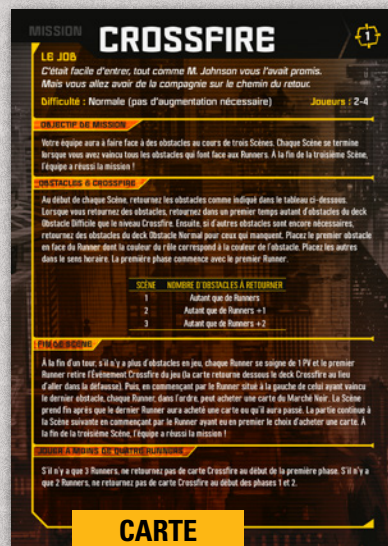 MISSION
CROSSFIRE
1
LE JOB
C'était facile d'entrer, tout comme M. Johnson vous l'avait promis.
Mais vous allez avoir de la compagnie sur le chemin du retour.
Difficulté : Normale (pas d'augmentation nécessaire) Joueurs : 2-4
OBJECTIF DE MISSION
Votre équipe aura à faire face à des obstacles au cours de trois Scènes. Chaque Scène se termine
lorsque vous avez vaincu tous les obstacles qui font face aux Runners. À la fin de la troisième Scène,
l'équipe a réussi la mission !
OBSTACLES & CROSSFIRE
Au début de chaque Scène, retournez les obstacles comme indiqué dans le tableau ci-dessous.
Lorsque vous retournez des obstacles, retournez dans un premier temps autant d'obstacles du deck
Obstacle Difficile que le niveau Crossfire. Ensuite, si d'autres obstacles sont encore nécessaires,
retournez des obstacles du deck Obstacle Normal pour ceux qui manquent. Placez le premier obstacle
en face du Runner dont la couleur du rôle correspond à la couleur de l'obstacle. Placez les autres
dans le sens horaire. La première phase commence avec le premier Runner.
SCÈNE NOMBRE D'OBSTACLES À RETOURNER
1 Autant que de Runners
2 Autant que de Runners +1
3 Autant que de Runners +2
FIN DE SCÈNE
À la fin d'un tour, s'il n'y a plus d'obstacles en jeu, chaque Runner se soigne de 1 PV et le premier
Runner retire l'Événement Crossfire du jeu (la carte retourne dessous le deck Crossfire au lieu
d'aller dans la défausse). Puis, en commençant par le Runner situé à la gauche de celui ayant vaincu
le dernier obstacle, chaque Runner, dans l'ordre, peut acheter une carte du Marché Noir. La Scène
prend fin après que le dernier Runner aura acheté une carte ou qu'il aura passé. La partie continue à
la Scène suivante en commençant par le Runner ayant eu en premier le choix d'acheter une carte. À
la fin de la troisième Scène, l'équipe a réussi la mission !
JOUER À MOINS DE QUATRE RUNNERS
S'il n'y a que 3 Runners, ne retournez pas de carte Crossfire au début de la première phase. S'il n'y a
que 2 Runners, ne retournez pas de carte Crossfire au début des phases 1 et 2.
CARTE